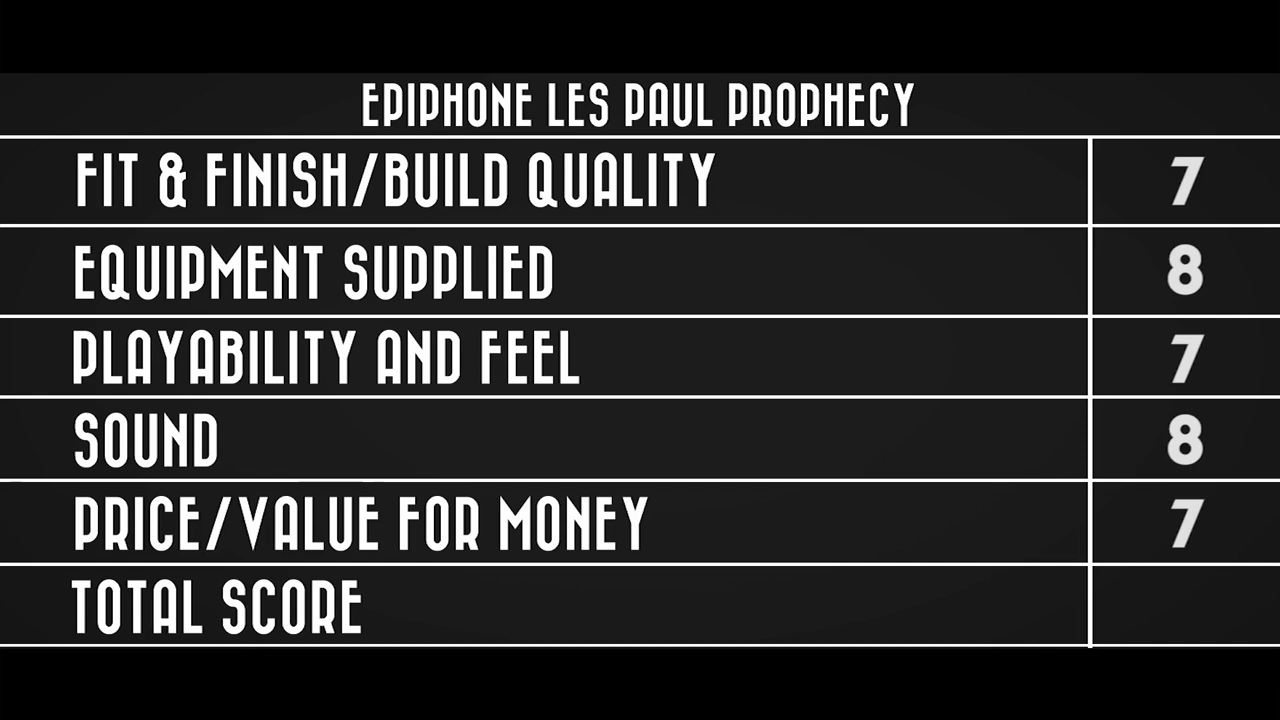 EPIPHONE LES PAUL PROPHECY
FIT & FINISH/BUILD QUALITY 7
EQUIPMENT SUPPLIED 8
PLAYABILITY AND FEEL 7
SOUND 8
PRICE/VALUE FOR MONEY 7
TOTAL SCORE